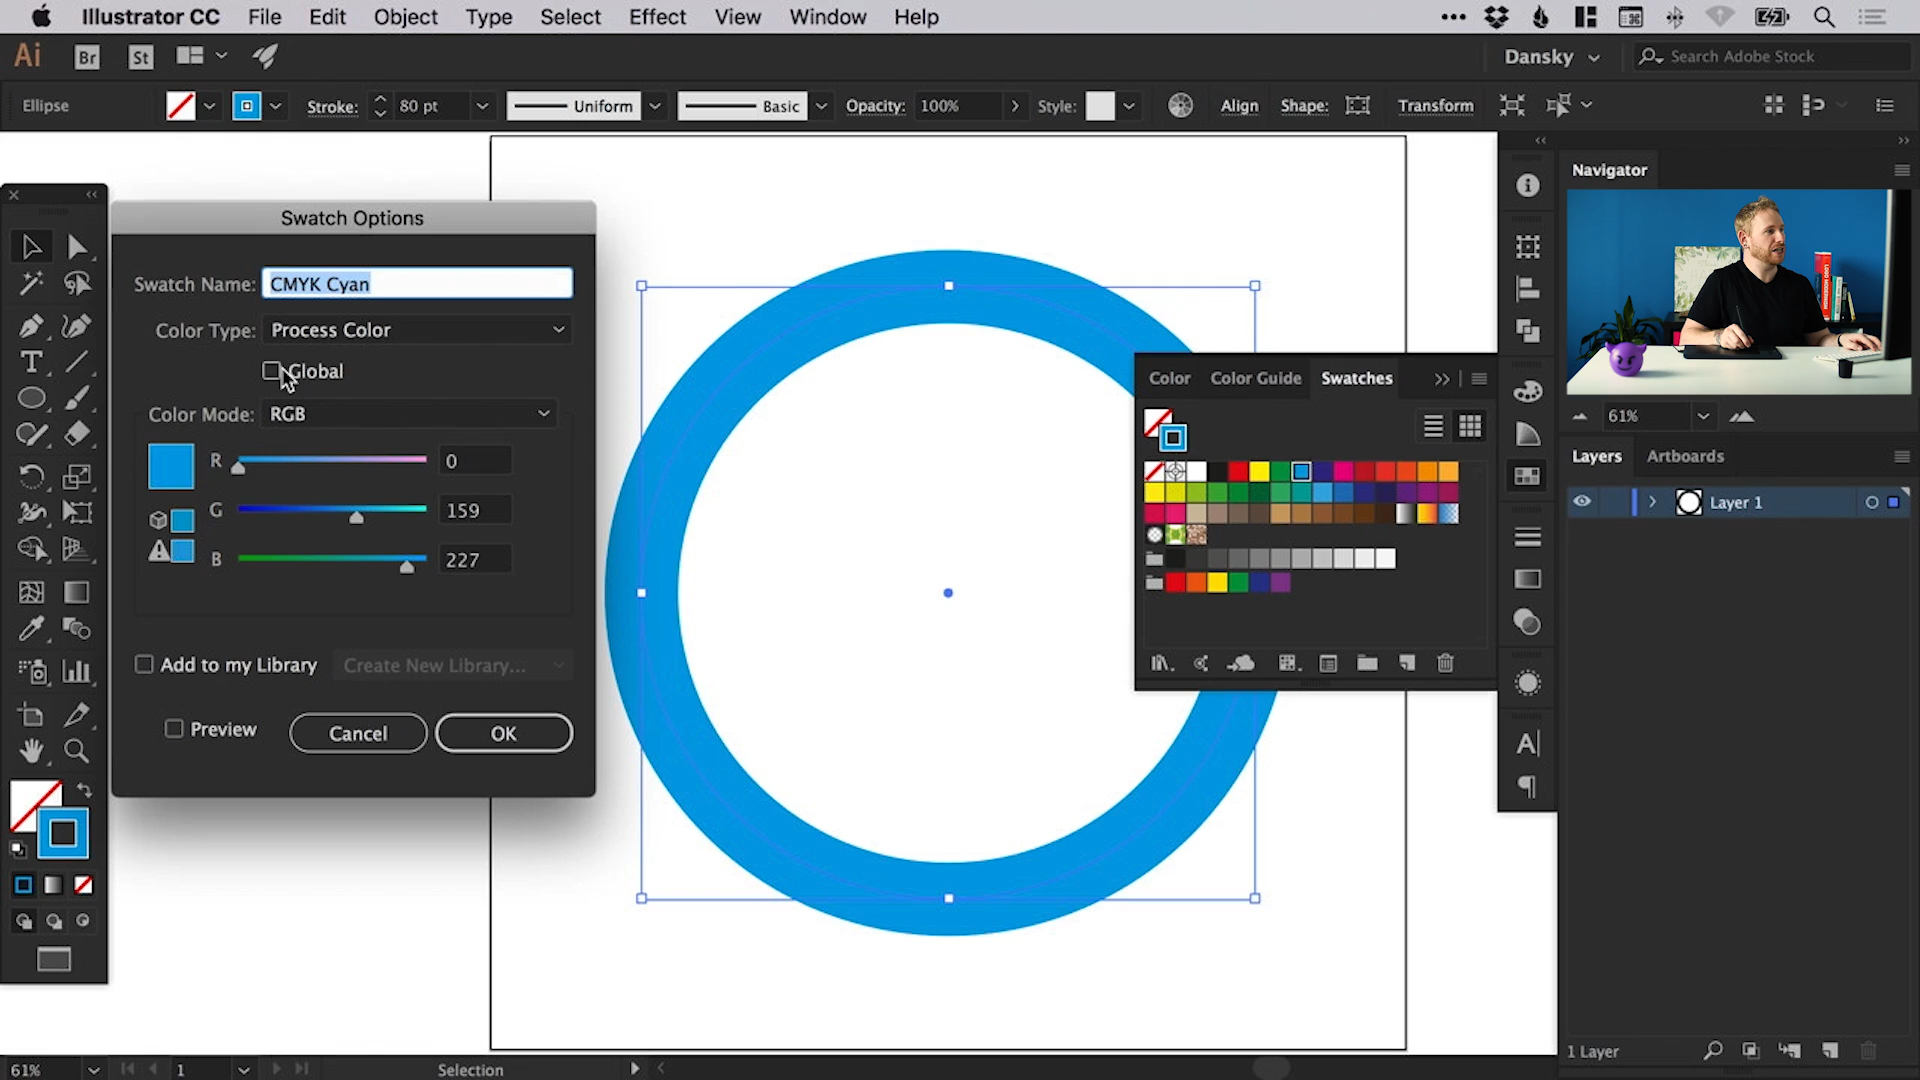 Illustrator CC File Edit Object Type Select Effect View Window Help
Ai Br St Dansky Search Adobe Stock
Ellipse Stroke: 80 pt Uniform Basic Opacity: 100% Style: Align Shape: Transform
Navigator
Swatch Options
Swatch Name: CMYK Cyan
Color Type: Process Color
Global
Color Mode: RGB
R 0
G 159
B 227
Add to my Library Create New Library...
Preview Cancel OK
Color Color Guide Swatches
61%
Layers Artboards
Layer 1
1 Layer
61% 1 Selection